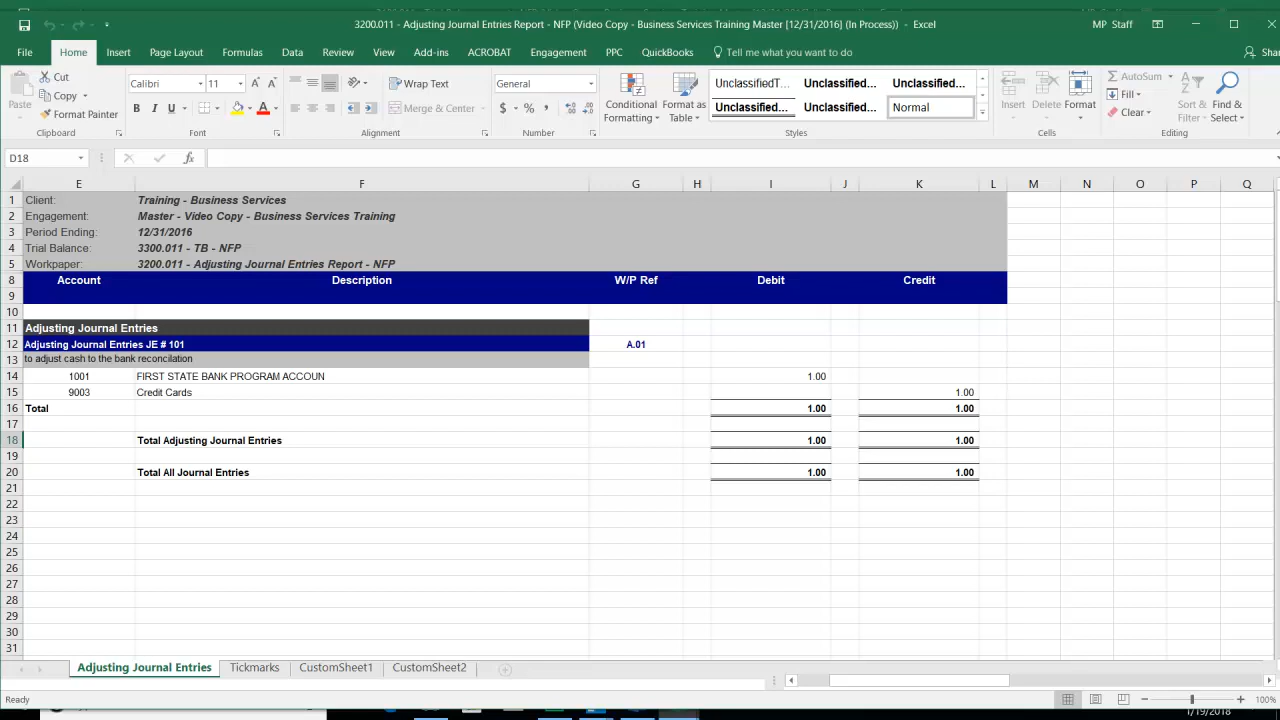 3200.011 - Adjusting Journal Entries Report - NFP (Video Copy - Business Services Training Master [12/31/2016] (In Process)) - Excel
MP Staff
File Home Insert Page Layout Formulas Data Review View Add-ins ACROBAT Engagement PPC QuickBooks Tell me what you want to do
Paste
Cut
Copy
Format Painter
Clipboard
Calibri 11
B I U
Font
Wrap Text
Merge & Center
Alignment
General
$ % ,
Number
Conditional Formatting
Format as Table
UnclassifiedT... Unclassified... Unclassified...
Unclassified... Unclassified... Normal
Styles
Insert Delete Format
Cells
AutoSum
Fill
Clear
Sort & Filter
Find & Select
Editing
D18 fx
E F G H I J K L M N O P Q
1 Client: Training - Business Services
2 Engagement: Master - Video Copy - Business Services Training
3 Period Ending: 12/31/2016
4 Trial Balance: 3300.011 - TB - NFP
5 Workpaper: 3200.011 - Adjusting Journal Entries Report - NFP
8 Account Description W/P Ref Debit Credit
9
10
11 Adjusting Journal Entries
12 Adjusting Journal Entries JE # 101 A.01
13 to adjust cash to the bank reconcilation
14 1001 FIRST STATE BANK PROGRAM ACCOUN 1.00
15 9003 Credit Cards 1.00
16 Total 1.00 1.00
17
18 Total Adjusting Journal Entries 1.00 1.00
19
20 Total All Journal Entries 1.00 1.00
21
22
23
24
25
26
27
28
29
30
31
Adjusting Journal Entries Tickmarks CustomSheet1 CustomSheet2
Ready 100%
1/19/2018